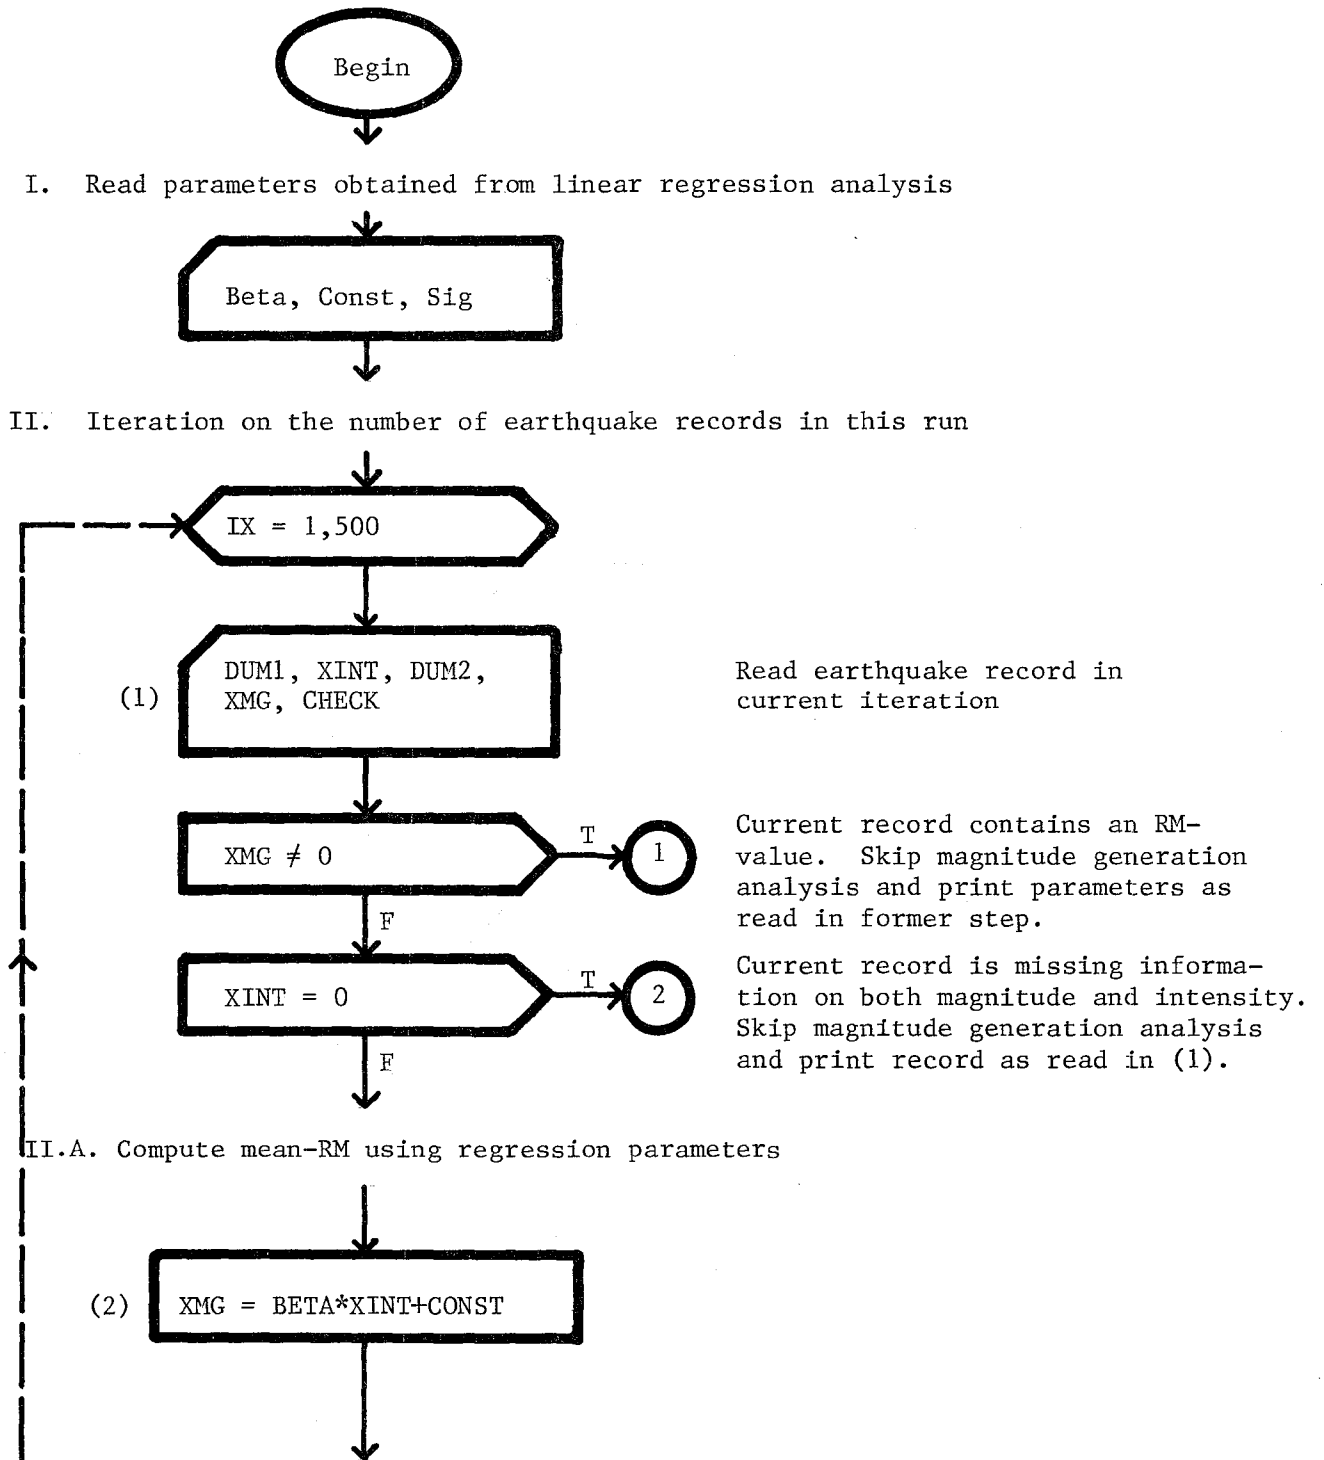 Begin
I. Read parameters obtained from linear regression analysis
Beta, Const, Sig
II. Iteration on the number of earthquake records in this run
IX = 1,500
(1)
DUM1, XINT, DUM2,
XMG, CHECK
Read earthquake record in
current iteration
XMG ≠ 0
T
1
Current record contains an RM-
value. Skip magnitude generation
analysis and print parameters as
read in former step.
F
XINT = 0
T
2
Current record is missing informa-
tion on both magnitude and intensity.
Skip magnitude generation analysis
and print record as read in (1).
F
II.A. Compute mean-RM using regression parameters
(2)
XMG = BETA*XINT+CONST